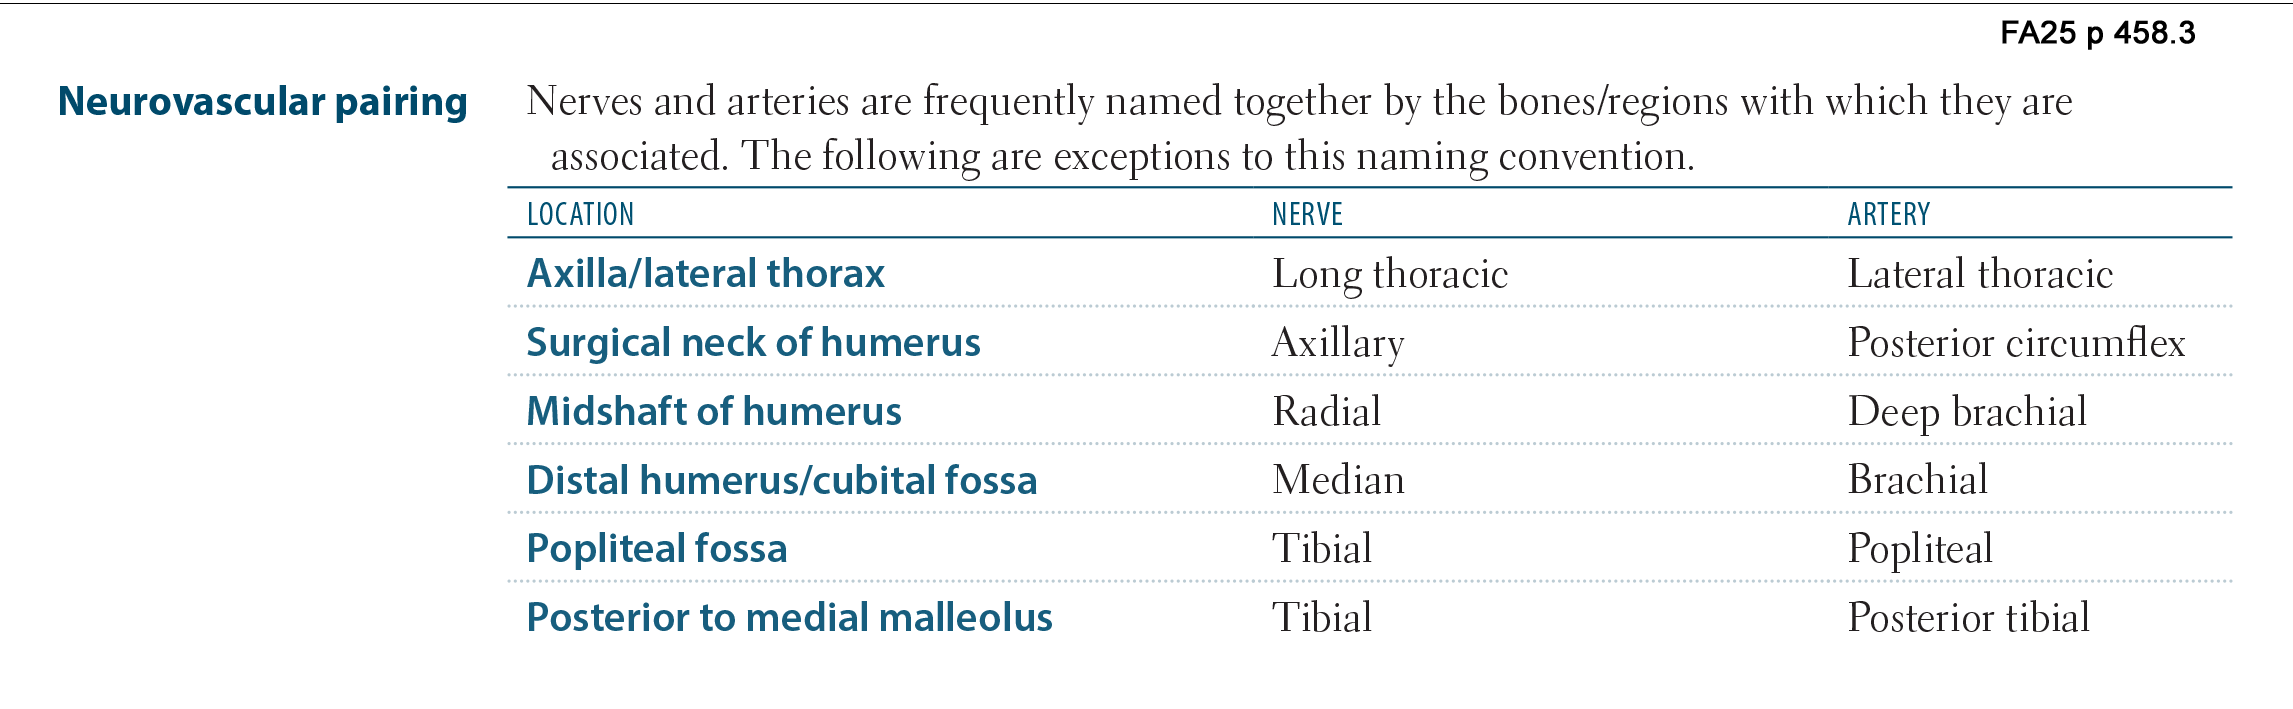 FA25 p 458.3
Neurovascular pairing
Nerves and arteries are frequently named together by the bones/regions with which they are
associated. The following are exceptions to this naming convention.
LOCATION NERVE ARTERY
Axilla/lateral thorax Long thoracic Lateral thoracic
Surgical neck of humerus Axillary Posterior circumflex
Midshaft of humerus Radial Deep brachial
Distal humerus/cubital fossa Median Brachial
Popliteal fossa Tibial Popliteal
Posterior to medial malleolus Tibial Posterior tibial